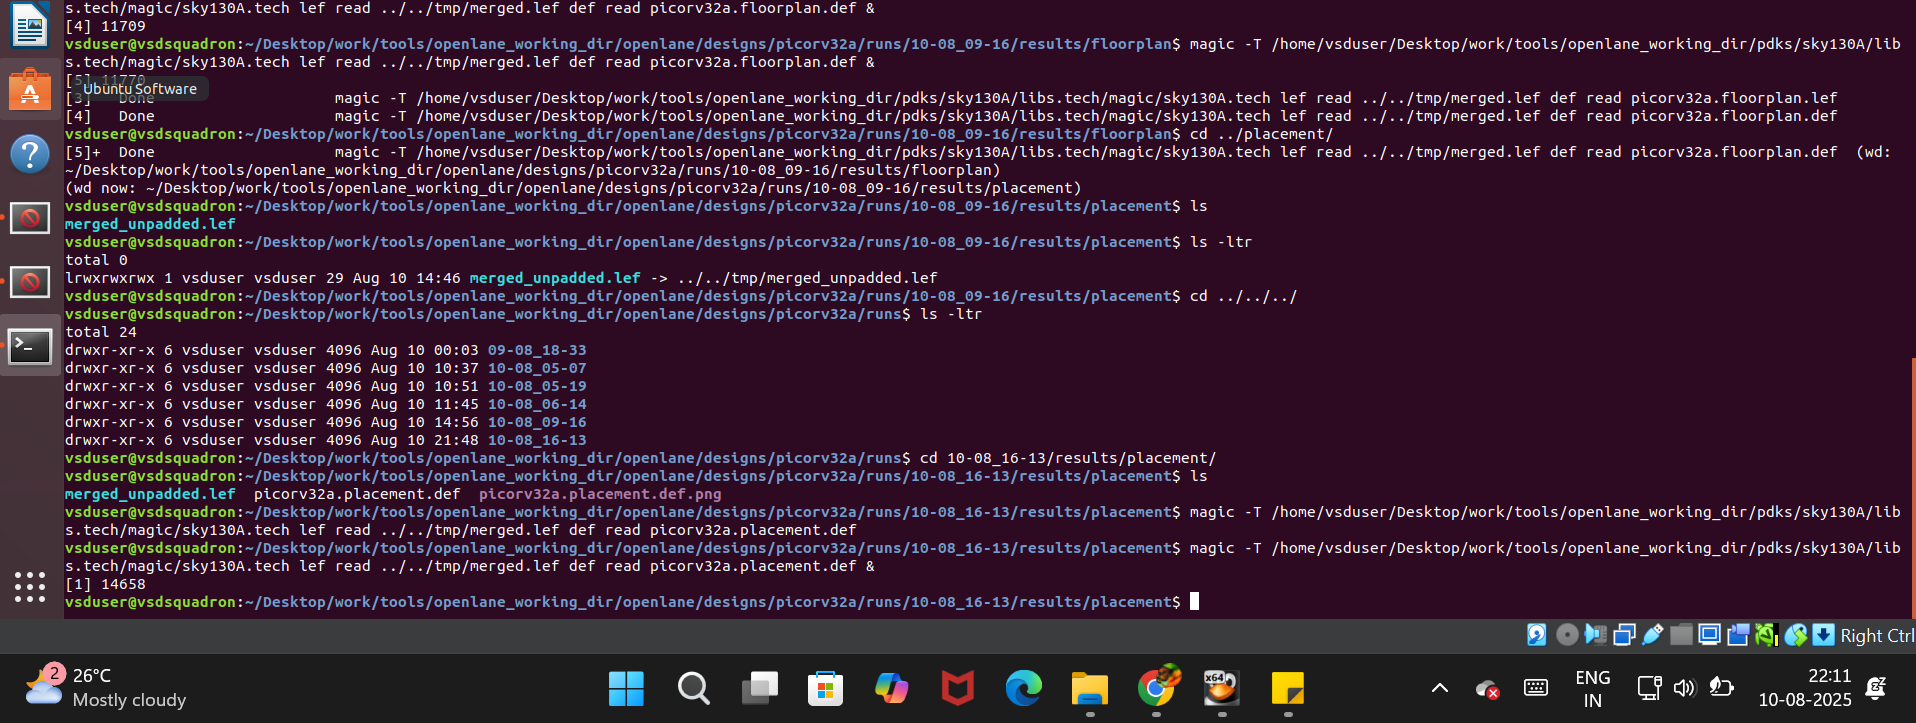 s.tech/magic/sky130A.tech lef read ../../tmp/merged.lef def read picorv32a.floorplan.def &
[4] 11709
vsduser@vsdsquadron:~/Desktop/work/tools/openlane_working_dir/openlane/designs/picorv32a/runs/10-08_09-16/results/floorplan$ magic -T /home/vsduser/Desktop/work/tools/openlane_working_dir/pdks/sky130A/lib
s.tech/magic/sky130A.tech lef read ../../tmp/merged.lef def read picorv32a.floorplan.def &
[5] 11770
Ubuntu Software
[3]   Done                    magic -T /home/vsduser/Desktop/work/tools/openlane_working_dir/pdks/sky130A/libs.tech/magic/sky130A.tech lef read ../../tmp/merged.lef def read picorv32a.floorplan.lef
[4]   Done                    magic -T /home/vsduser/Desktop/work/tools/openlane_working_dir/pdks/sky130A/libs.tech/magic/sky130A.tech lef read ../../tmp/merged.lef def read picorv32a.floorplan.def
vsduser@vsdsquadron:~/Desktop/work/tools/openlane_working_dir/openlane/designs/picorv32a/runs/10-08_09-16/results/floorplan$ cd ../placement/
[5]+  Done                    magic -T /home/vsduser/Desktop/work/tools/openlane_working_dir/pdks/sky130A/libs.tech/magic/sky130A.tech lef read ../../tmp/merged.lef def read picorv32a.floorplan.def  (wd:
~/Desktop/work/tools/openlane_working_dir/openlane/designs/picorv32a/runs/10-08_09-16/results/floorplan)
(wd now: ~/Desktop/work/tools/openlane_working_dir/openlane/designs/picorv32a/runs/10-08_09-16/results/placement)
vsduser@vsdsquadron:~/Desktop/work/tools/openlane_working_dir/openlane/designs/picorv32a/runs/10-08_09-16/results/placement$ ls
merged_unpadded.lef
vsduser@vsdsquadron:~/Desktop/work/tools/openlane_working_dir/openlane/designs/picorv32a/runs/10-08_09-16/results/placement$ ls -ltr
total 0
lrwxrwxrwx 1 vsduser vsduser 29 Aug 10 14:46 merged_unpadded.lef -> ../../tmp/merged_unpadded.lef
vsduser@vsdsquadron:~/Desktop/work/tools/openlane_working_dir/openlane/designs/picorv32a/runs/10-08_09-16/results/placement$ cd ../../../
vsduser@vsdsquadron:~/Desktop/work/tools/openlane_working_dir/openlane/designs/picorv32a/runs$ ls -ltr
total 24
drwxr-xr-x 6 vsduser vsduser 4096 Aug 10 00:03 09-08_18-33
drwxr-xr-x 6 vsduser vsduser 4096 Aug 10 10:37 10-08_05-07
drwxr-xr-x 6 vsduser vsduser 4096 Aug 10 10:51 10-08_05-19
drwxr-xr-x 6 vsduser vsduser 4096 Aug 10 11:45 10-08_06-14
drwxr-xr-x 6 vsduser vsduser 4096 Aug 10 14:56 10-08_09-16
drwxr-xr-x 6 vsduser vsduser 4096 Aug 10 21:48 10-08_16-13
vsduser@vsdsquadron:~/Desktop/work/tools/openlane_working_dir/openlane/designs/picorv32a/runs$ cd 10-08_16-13/results/placement/
vsduser@vsdsquadron:~/Desktop/work/tools/openlane_working_dir/openlane/designs/picorv32a/runs/10-08_16-13/results/placement$ ls
merged_unpadded.lef  picorv32a.placement.def  picorv32a.placement.def.png
vsduser@vsdsquadron:~/Desktop/work/tools/openlane_working_dir/openlane/designs/picorv32a/runs/10-08_16-13/results/placement$ magic -T /home/vsduser/Desktop/work/tools/openlane_working_dir/pdks/sky130A/lib
s.tech/magic/sky130A.tech lef read ../../tmp/merged.lef def read picorv32a.placement.def
vsduser@vsdsquadron:~/Desktop/work/tools/openlane_working_dir/openlane/designs/picorv32a/runs/10-08_16-13/results/placement$ magic -T /home/vsduser/Desktop/work/tools/openlane_working_dir/pdks/sky130A/lib
s.tech/magic/sky130A.tech lef read ../../tmp/merged.lef def read picorv32a.placement.def &
[1] 14658
vsduser@vsdsquadron:~/Desktop/work/tools/openlane_working_dir/openlane/designs/picorv32a/runs/10-08_16-13/results/placement$
Right Ctrl
2
26°C
Mostly cloudy
x64
ENG
IN
22:11
10-08-2025